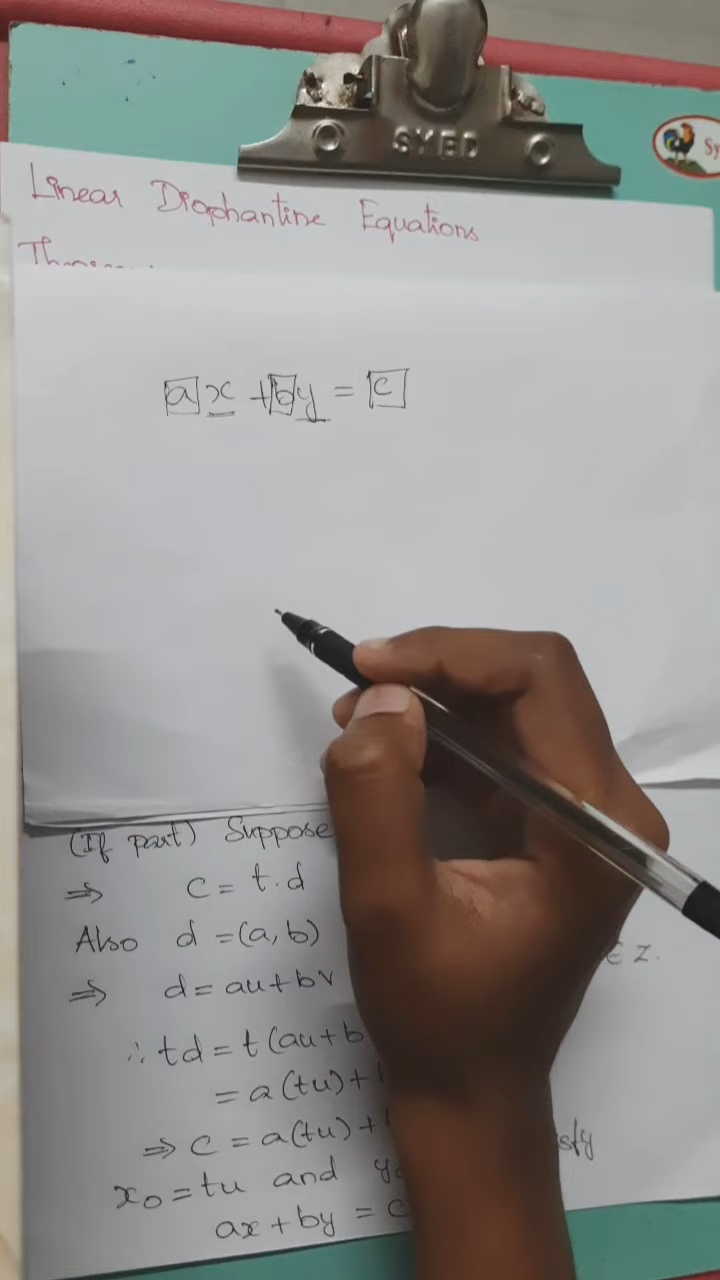 SYED
Sy
Linear Diophantine Equations
ax + by = c
(If part) Suppose
⇒ c = t.d
Also d = (a, b)
⇒ d = au + bv ∈ Z.
∴ td = t(au + b
= a(tu) +
⇒ c = a(tu) +
x₀ = tu and y
ax + by = c